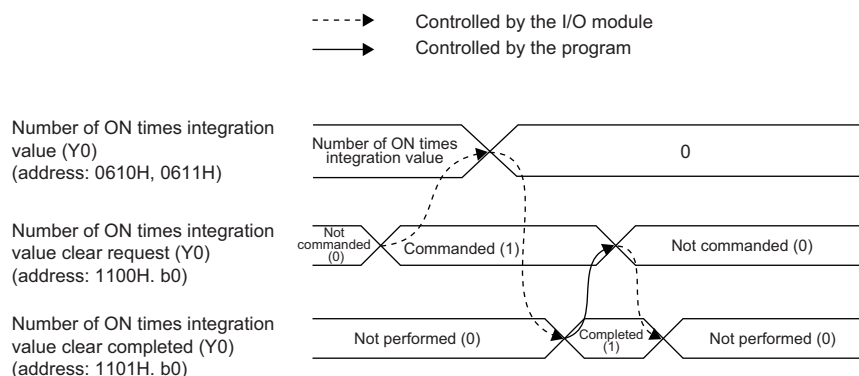 Controlled by the I/O module
Controlled by the program
Number of ON times integration
value (Y0)
(address: 0610H, 0611H)
Number of ON times
integration value
0
Number of ON times integration
value clear request (Y0)
(address: 1100H. b0)
Not
commanded
(0)
Commanded (1)
Not commanded (0)
Number of ON times integration
value clear completed (Y0)
(address: 1101H. b0)
Not performed (0)
Completed
(1)
Not performed (0)